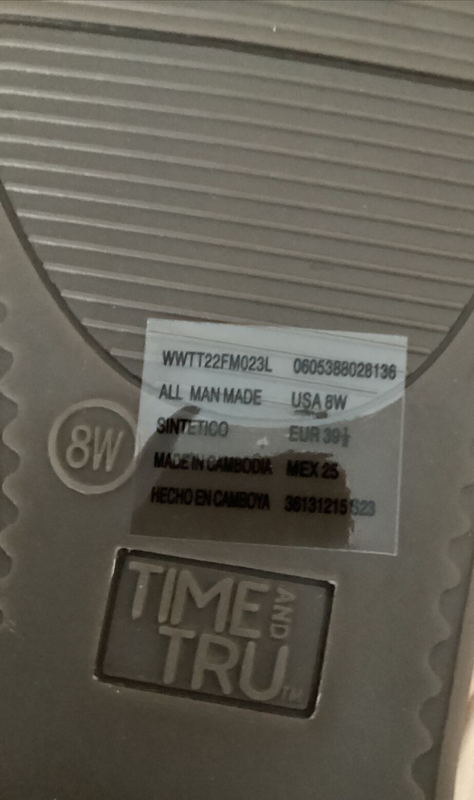 WWTT22FM023L 0605388028136
ALL MAN MADE USA 8W
SINTETICO EUR 39½
MADE IN CAMBODIA MEX 25
HECHO EN CAMBOYA 36131215 S23
8W
TIME AND
TRU™